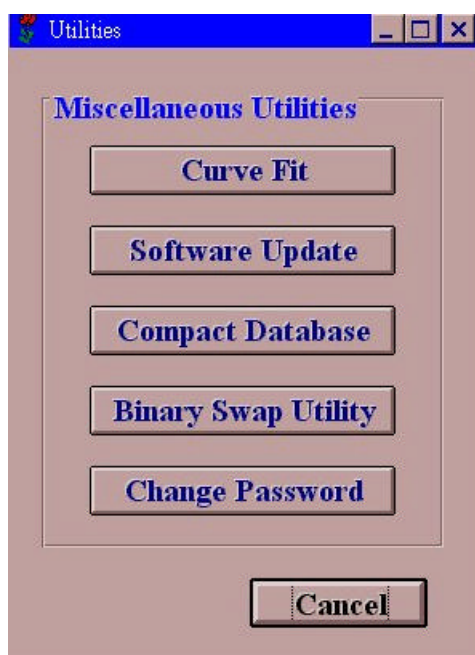 Utilities
Miscellaneous Utilities
Curve Fit
Software Update
Compact Database
Binary Swap Utility
Change Password
Cancel